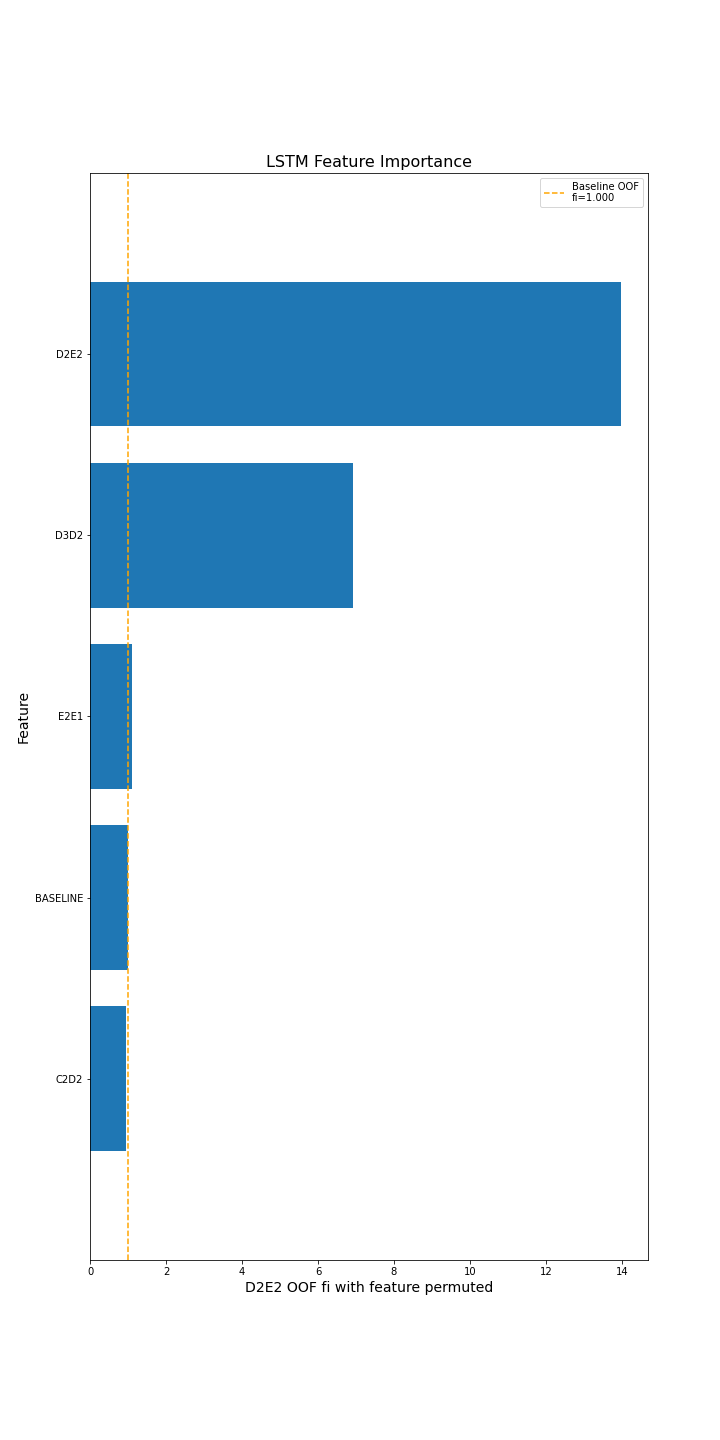 LSTM Feature Importance
Baseline OOF
fi=1.000
D2E2
D3D2
E2E1
BASELINE
C2D2
Feature
0 2 4 6 8 10 12 14
D2E2 OOF fi with feature permuted